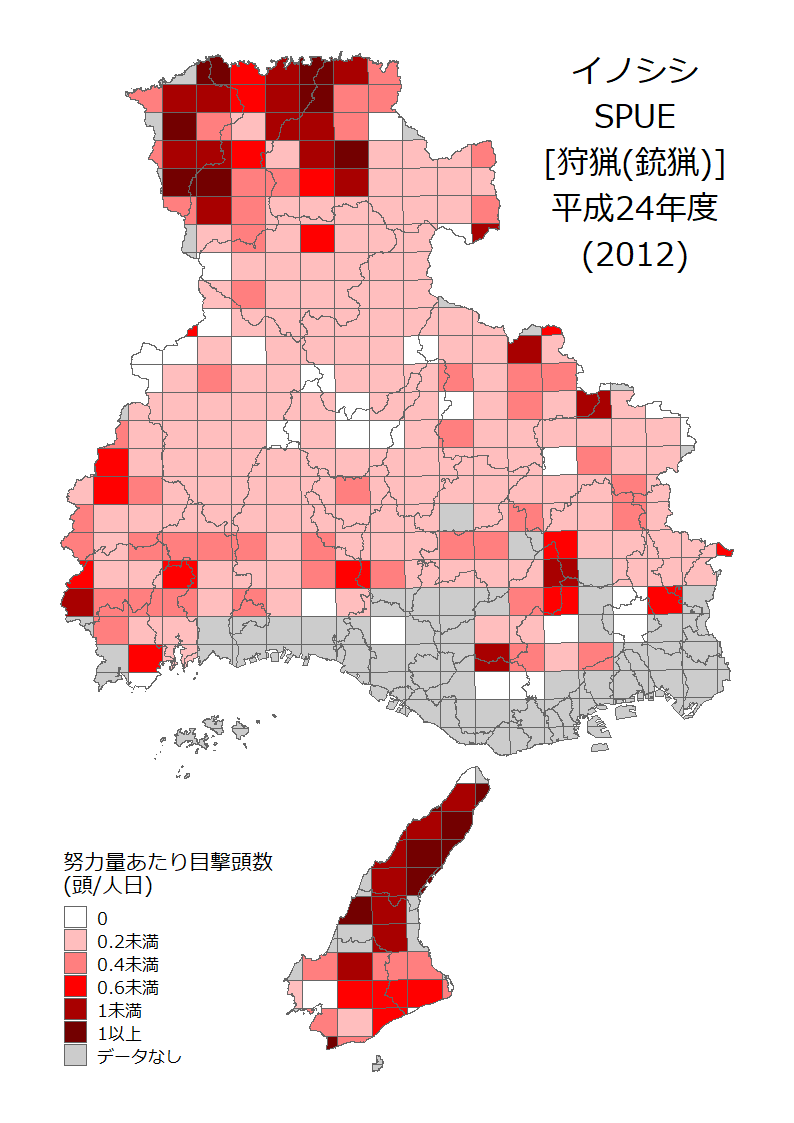 イノシシ
SPUE
[狩猟(銃猟)]
平成24年度
(2012)
努力量あたり目撃頭数
(頭/人日)
0
0.2未満
0.4未満
0.6未満
1未満
1以上
データなし